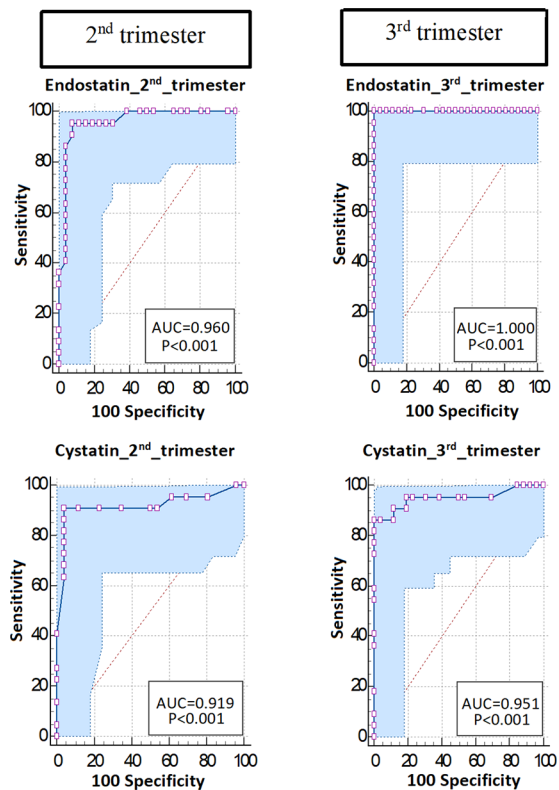 2nd trimester
3rd trimester
Endostatin_2nd_trimester
100
80
60
40
20
0
Sensitivity
AUC=0.960
P<0.001
0 20 40 60 80 100
100 Specificity
Endostatin_3rd_trimester
100
80
60
40
20
0
Sensitivity
AUC=1.000
P<0.001
0 20 40 60 80 100
100 Specificity
Cystatin_2nd_trimester
100
80
60
40
20
0
Sensitivity
AUC=0.919
P<0.001
0 20 40 60 80 100
100 Specificity
Cystatin_3rd_trimester
100
80
60
40
20
0
Sensitivity
AUC=0.951
P<0.001
0 20 40 60 80 100
100 Specificity